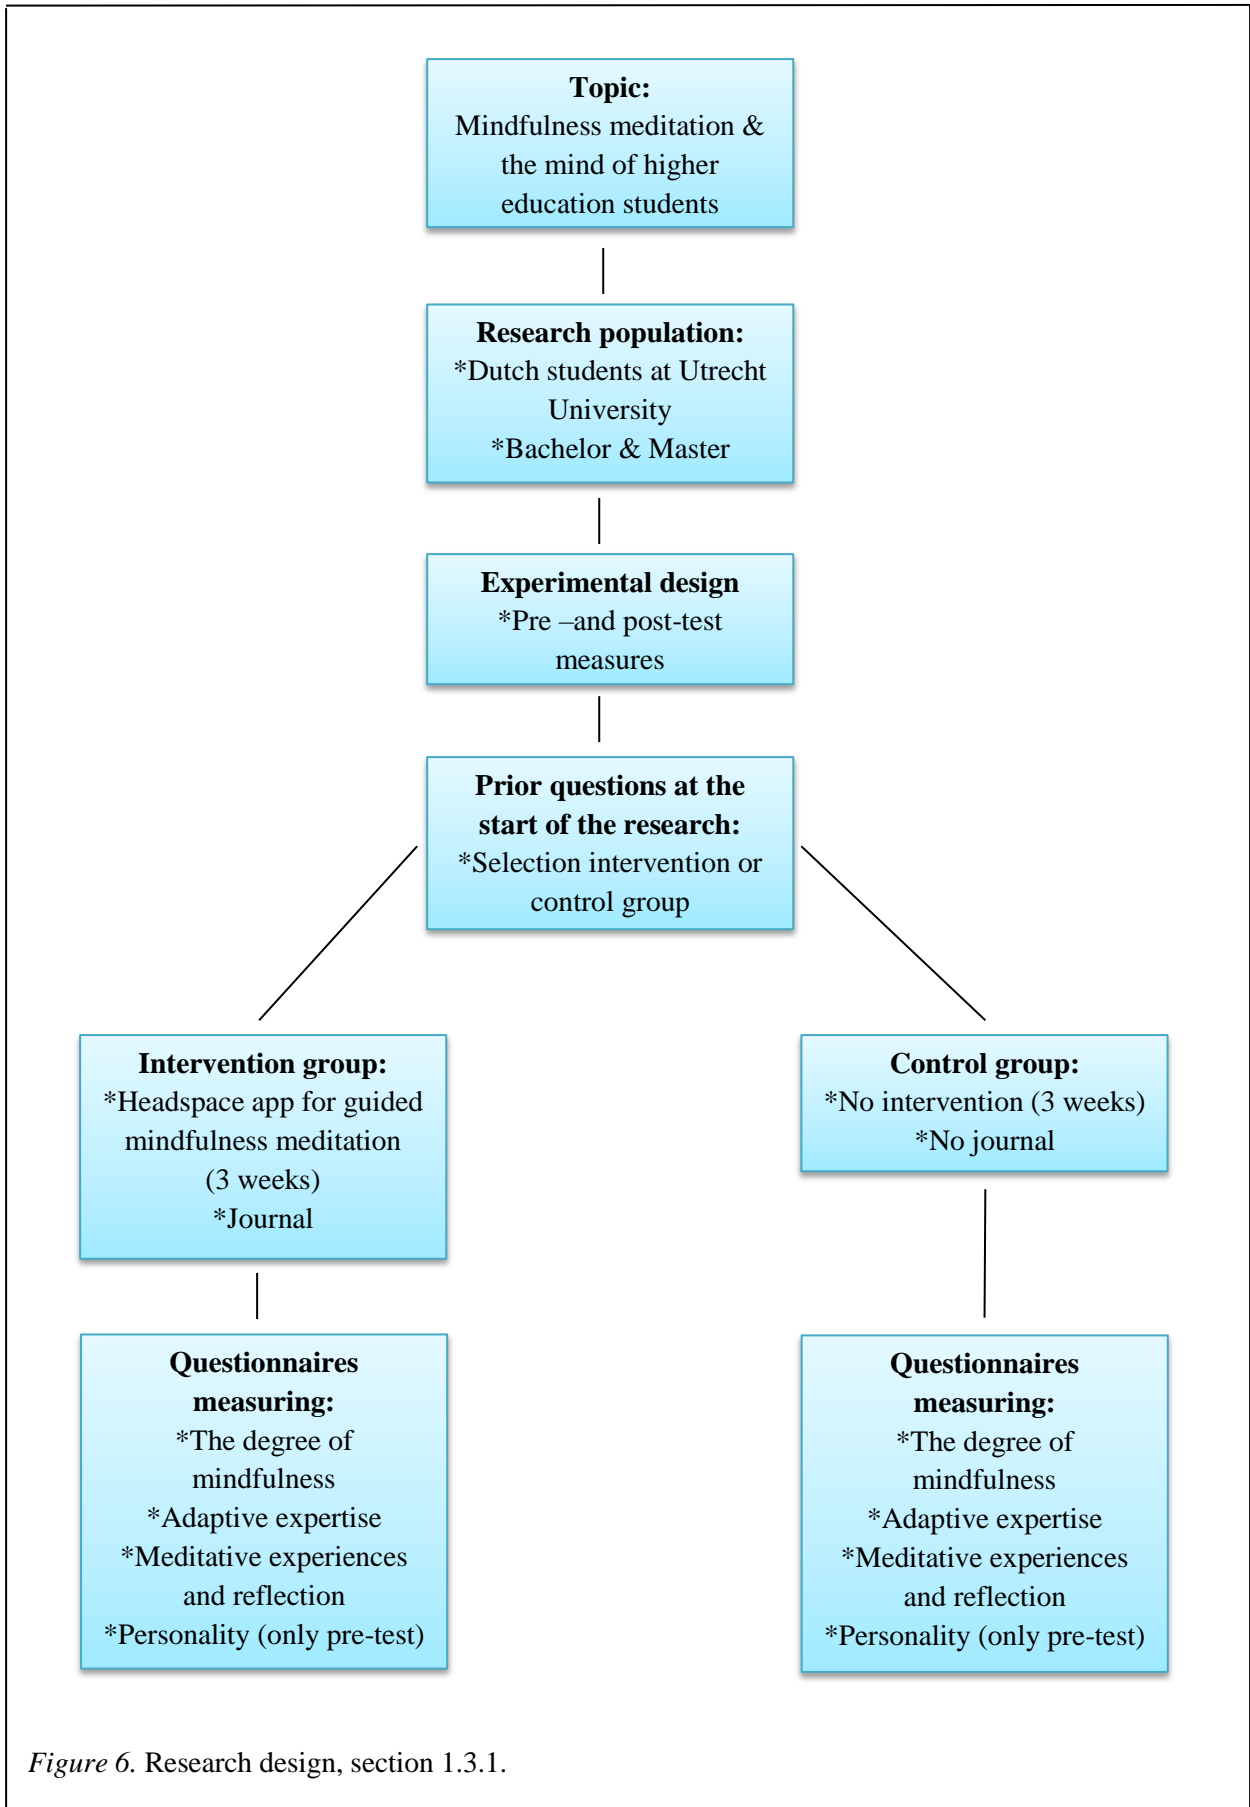 Topic:
Mindfulness meditation &
the mind of higher
education students
Research population:
*Dutch students at Utrecht
University
*Bachelor & Master
Experimental design
*Pre –and post-test
measures
Prior questions at the
start of the research:
*Selection intervention or
control group
Intervention group:
*Headspace app for guided
mindfulness meditation
(3 weeks)
*Journal
Control group:
*No intervention (3 weeks)
*No journal
Questionnaires
measuring:
*The degree of
mindfulness
*Adaptive expertise
*Meditative experiences
and reflection
*Personality (only pre-test)
Questionnaires
measuring:
*The degree of
mindfulness
*Adaptive expertise
*Meditative experiences
and reflection
*Personality (only pre-test)
Figure 6. Research design, section 1.3.1.